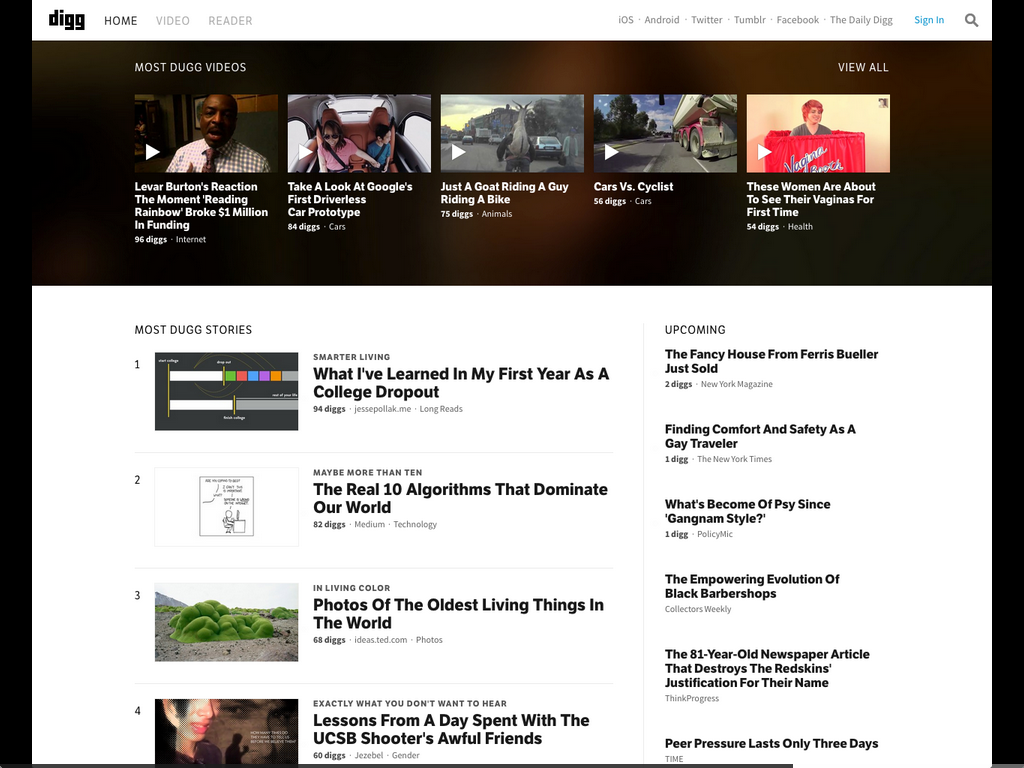 digg HOME VIDEO READER iOS · Android · Twitter · Tumblr · Facebook · The Daily Digg Sign In
MOST DUGG VIDEOS VIEW ALL
Levar Burton's Reaction
The Moment 'Reading
Rainbow' Broke $1 Million
In Funding
96 diggs · Internet
Take A Look At Google's
First Driverless
Car Prototype
84 diggs · Cars
Just A Goat Riding A Guy
Riding A Bike
75 diggs · Animals
Cars Vs. Cyclist
56 diggs · Cars
These Women Are About
To See Their Vaginas For
First Time
54 diggs · Health
MOST DUGG STORIES
1
start college
drop out
rest of your life
finish college
SMARTER LIVING
What I've Learned In My First Year As A
College Dropout
94 diggs · jessepollak.me · Long Reads
2
MAYBE MORE THAN TEN
The Real 10 Algorithms That Dominate
Our World
82 diggs · Medium · Technology
3
IN LIVING COLOR
Photos Of The Oldest Living Things In
The World
68 diggs · ideas.ted.com · Photos
4
EXACTLY WHAT YOU DON'T WANT TO HEAR
Lessons From A Day Spent With The
UCSB Shooter's Awful Friends
60 diggs · Jezebel · Gender
UPCOMING
The Fancy House From Ferris Bueller
Just Sold
2 diggs · New York Magazine
Finding Comfort And Safety As A
Gay Traveler
1 digg · The New York Times
What's Become Of Psy Since
'Gangnam Style?'
1 digg · PolicyMic
The Empowering Evolution Of
Black Barbershops
Collectors Weekly
The 81-Year-Old Newspaper Article
That Destroys The Redskins'
Justification For Their Name
ThinkProgress
Peer Pressure Lasts Only Three Days
TIME